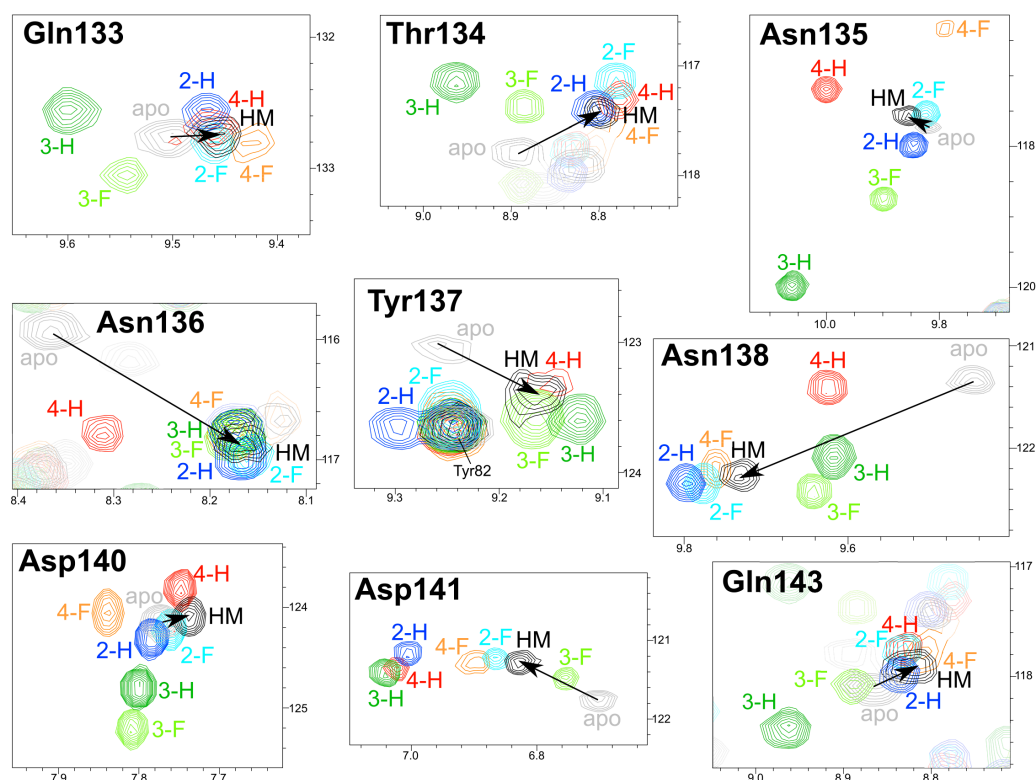 Gln133
2-H
4-H
HM
apo
3-H
3-F
2-F
4-F
132
133
9.6
9.5
9.4
Thr134
2-F
3-F
2-H
4-H
HM
3-H
4-F
apo
117
118
9.0
8.9
8.8
Asn135
4-F
4-H
2-F
HM
apo
2-H
3-F
3-H
118
120
10.0
9.8
Asn136
apo
4-H
4-F
3-H
3-F
2-H
HM
2-F
116
117
8.4
8.3
8.2
8.1
Tyr137
apo
HM
4-H
2-F
2-H
3-F
3-H
Tyr82
123
124
9.3
9.2
9.1
Asn138
apo
4-H
4-F
2-H
HM
3-H
2-F
3-F
121
122
9.8
9.6
Asp140
4-H
apo
4-F
HM
2-H
2-F
3-H
3-F
124
125
7.9
7.8
7.7
Asp141
2-H
4-F
2-F
HM
3-F
3-H
4-H
apo
121
122
7.0
6.8
Gln143
4-H
2-F
4-F
3-F
HM
apo
2-H
3-H
117
118
9.0
8.9
8.8